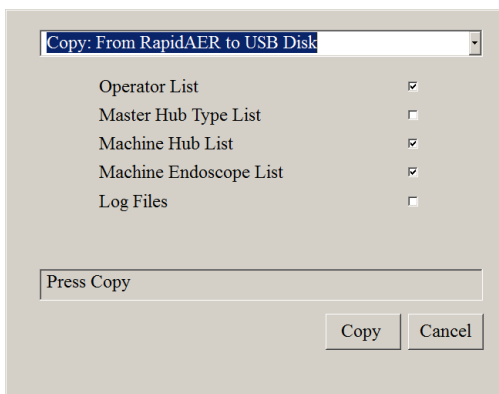 Copy: From RapidAER to USB Disk
Operator List
Master Hub Type List
Machine Hub List
Machine Endoscope List
Log Files
Press Copy
Copy Cancel